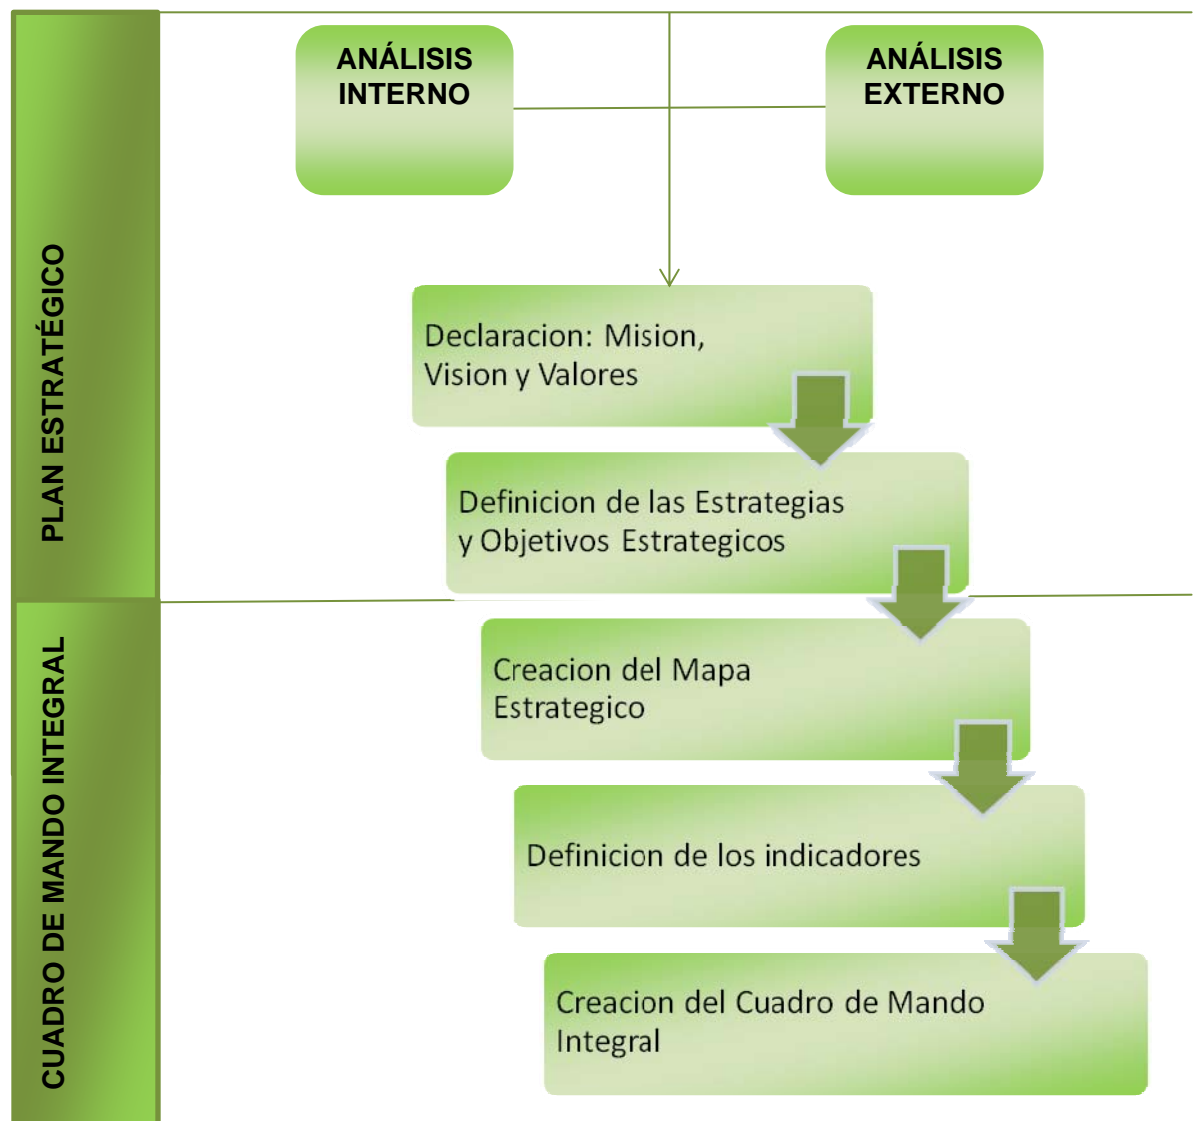 PLAN ESTRATÉGICO
ANÁLISIS
INTERNO
ANÁLISIS
EXTERNO
Declaracion: Mision,
Vision y Valores
Definicion de las Estrategias
y Objetivos Estrategicos
CUADRO DE MANDO INTEGRAL
Creacion del Mapa
Estrategico
Definicion de los indicadores
Creacion del Cuadro de Mando
Integral